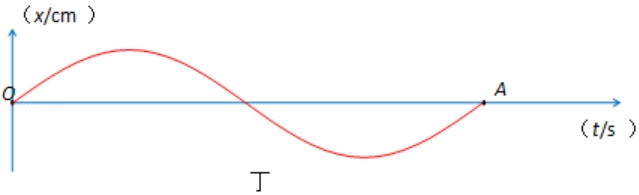 （x/cm ）
O
A
（t/s ）
丁